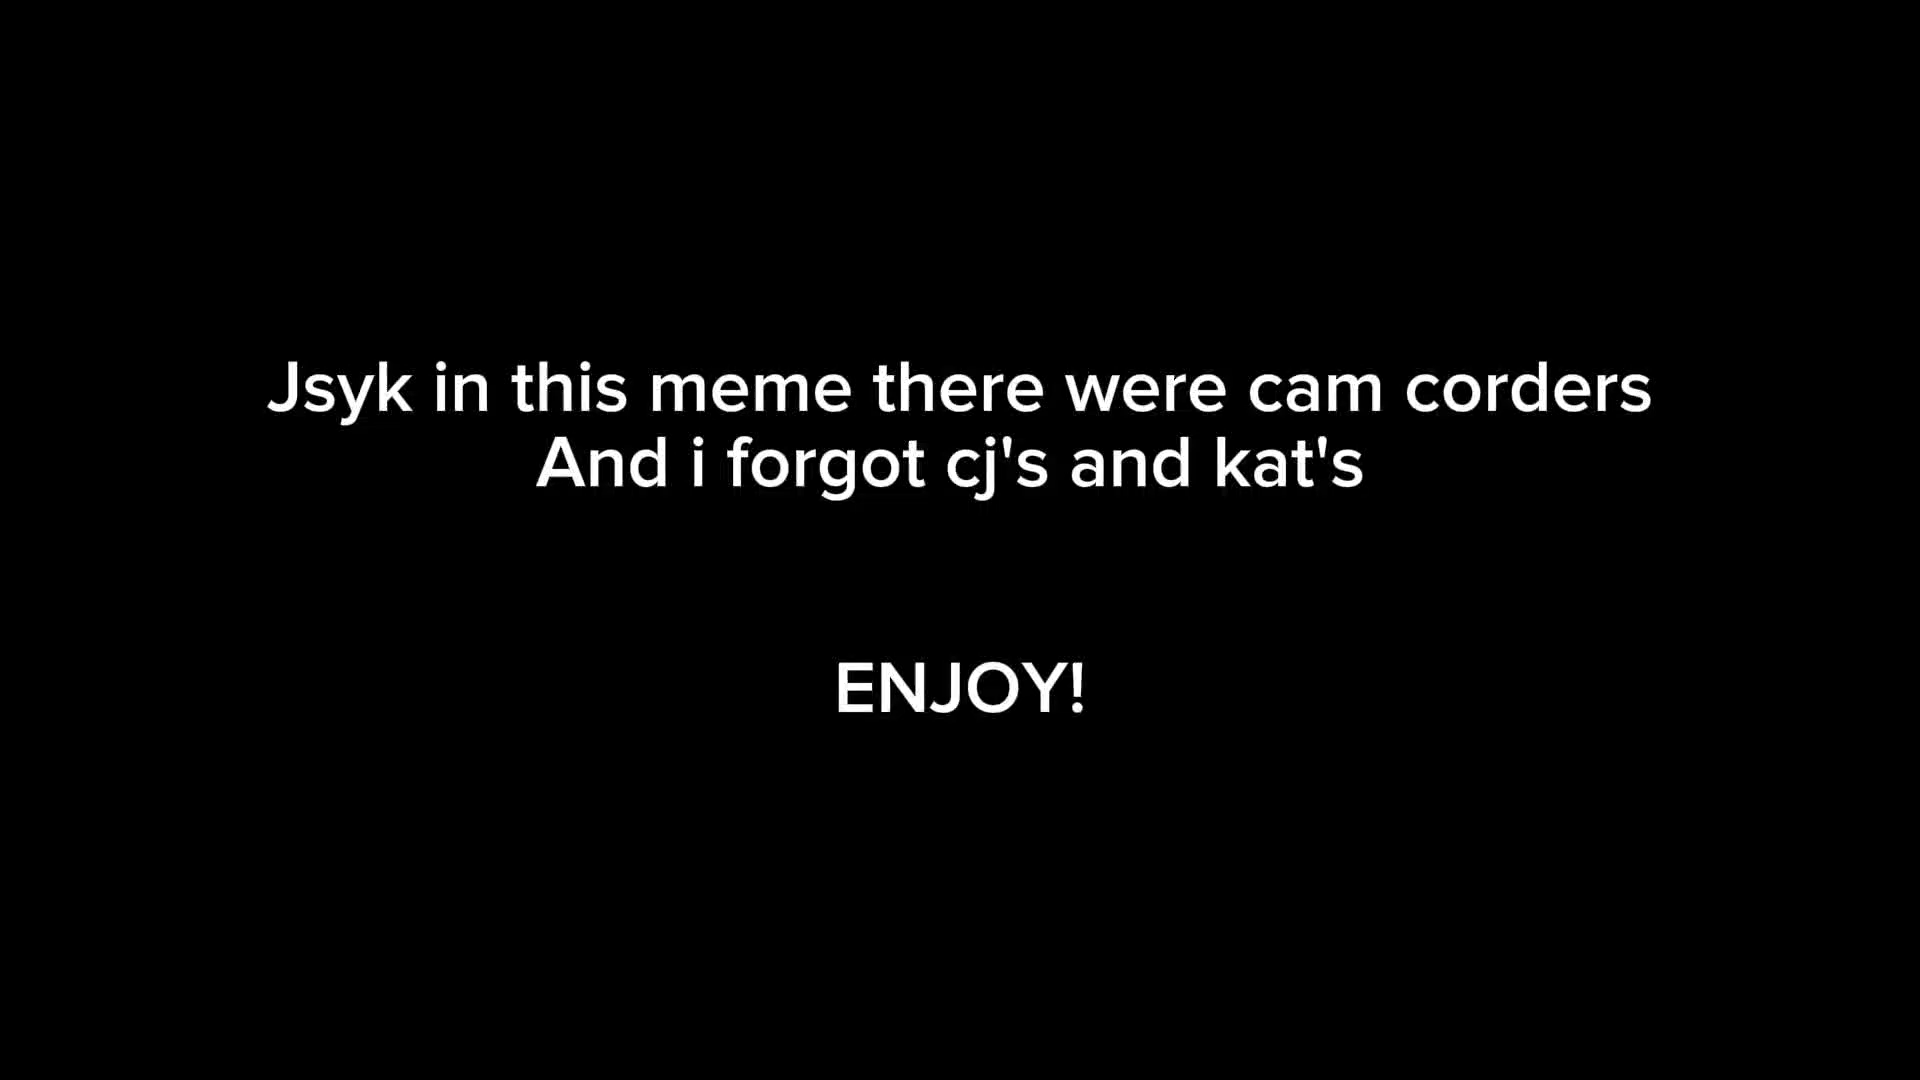 Jsyk in this meme there were cam corders
And i forgot cj's and kat's
ENJOY!